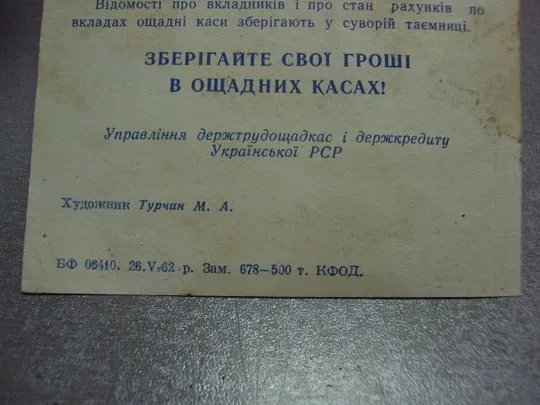 Відомості про вкладників і про стан рахунків по
вкладах ощадні каси зберігають у суворій таємниці.
ЗБЕРІГАЙТЕ СВОЇ ГРОШІ
В ОЩАДНИХ КАСАХ!
Управління держтрудощадкас і держкредиту
Української РСР
Художник Турчин М. А.
БФ 06410. 26.V-62 р. Зам. 678—500 т. КФОД.